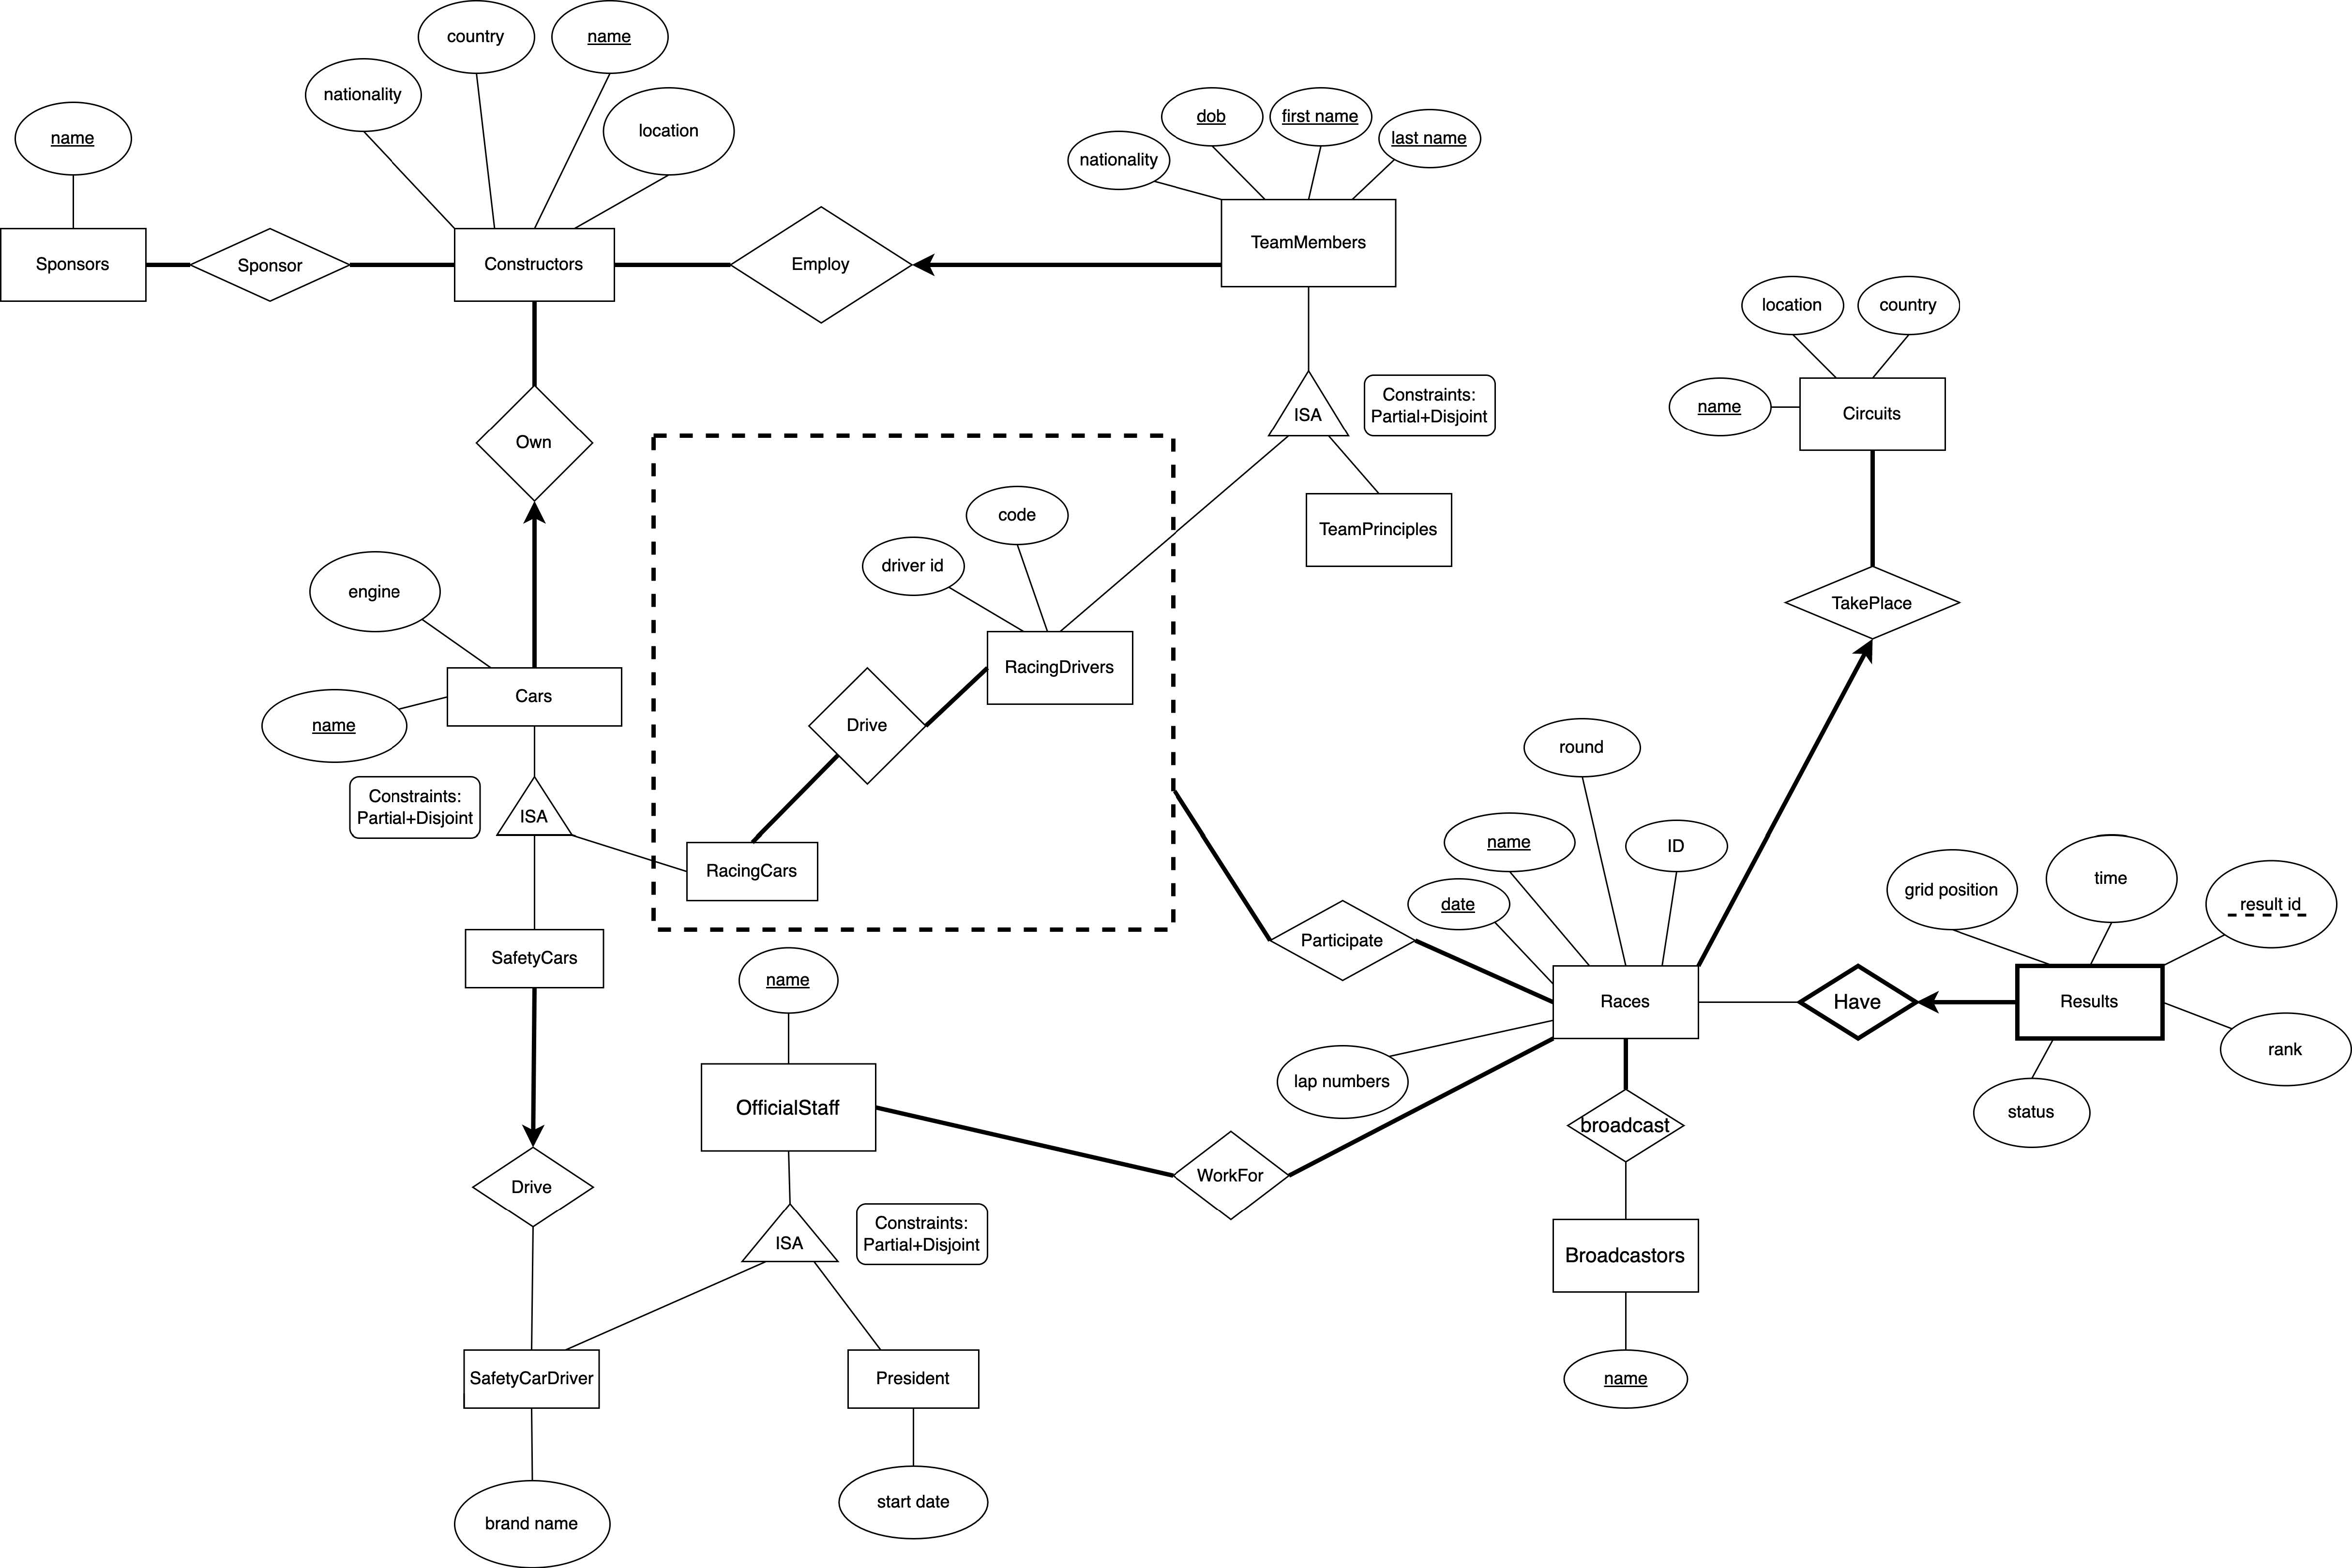 country
name
nationality
location
name
dob
first name
last name
nationality
Sponsors
Sponsor
Constructors
Employ
TeamMembers
location
country
name
Circuits
ISA
Constraints:
Partial+Disjoint
Own
code
driver id
TeamPrinciples
engine
RacingDrivers
TakePlace
Cars
name
Drive
round
Constraints:
Partial+Disjoint
ISA
RacingCars
name
ID
date
grid position
time
result id
SafetyCars
name
Participate
Races
Have
Results
rank
lap numbers
status
OfficialStaff
broadcast
Drive
WorkFor
ISA
Constraints:
Partial+Disjoint
Broadcastors
SafetyCarDriver
President
name
brand name
start date